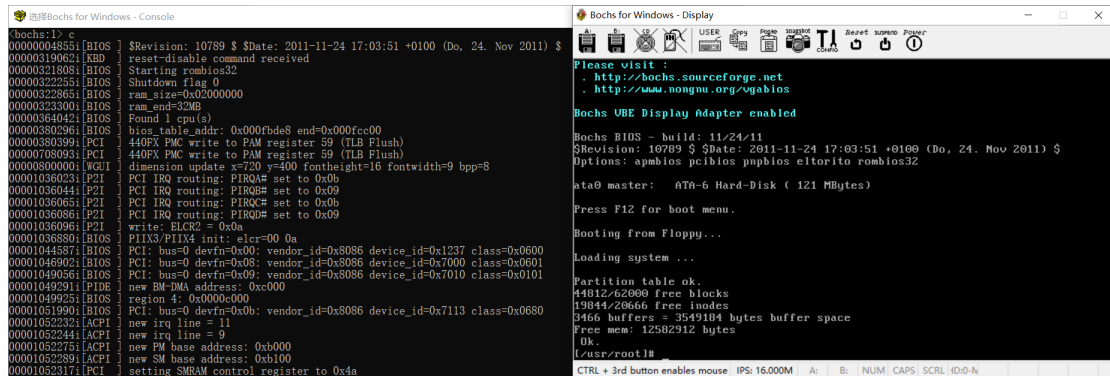 选择Bochs for Windows - Console
<bochs:1> c
00000004855i[BIOS ] $Revision: 10789 $ $Date: 2011-11-24 17:03:51 +0100 (Do, 24. Nov 2011) $
00000319062i[KBD  ] reset-disable command received
00000321808i[BIOS ] Starting rombios32
00000322255i[BIOS ] Shutdown flag 0
00000322865i[BIOS ] ram_size=0x02000000
00000323300i[BIOS ] ram_end=32MB
00000364042i[BIOS ] Found 1 cpu(s)
00000380296i[BIOS ] bios_table_addr: 0x000fbde8 end=0x000fcc00
00000380399i[PCI  ] 440FX PMC write to PAM register 59 (TLB Flush)
00000708093i[PCI  ] 440FX PMC write to PAM register 59 (TLB Flush)
00000800000i[WGUI ] dimension update x=720 y=400 fontheight=16 fontwidth=9 bpp=8
00001036023i[P2I  ] PCI IRQ routing: PIRQA# set to 0x0b
00001036044i[P2I  ] PCI IRQ routing: PIRQB# set to 0x09
00001036065i[P2I  ] PCI IRQ routing: PIRQC# set to 0x0b
00001036086i[P2I  ] PCI IRQ routing: PIRQD# set to 0x09
00001036096i[P2I  ] write: ELCR2 = 0x0a
00001036880i[BIOS ] PIIX3/PIIX4 init: elcr=00 0a
00001044587i[BIOS ] PCI: bus=0 devfn=0x00: vendor_id=0x8086 device_id=0x1237 class=0x0600
00001046902i[BIOS ] PCI: bus=0 devfn=0x08: vendor_id=0x8086 device_id=0x7000 class=0x0601
00001049056i[BIOS ] PCI: bus=0 devfn=0x09: vendor_id=0x8086 device_id=0x7010 class=0x0101
00001049291i[PIDE ] new BM-DMA address: 0xc000
00001049925i[BIOS ] region 4: 0x0000c000
00001051990i[BIOS ] PCI: bus=0 devfn=0x0b: vendor_id=0x8086 device_id=0x7113 class=0x0680
00001052232i[ACPI ] new irq line = 11
00001052244i[ACPI ] new irq line = 9
00001052275i[ACPI ] new PM base address: 0xb000
00001052289i[ACPI ] new SM base address: 0xb100
00001052317i[PCI  ] setting SMRAM control register to 0x4a
Bochs for Windows - Display
A: B: CD USER Copy Paste snapshot CONFIG Reset suspend Power
Please visit :
. http://bochs.sourceforge.net
. http://www.nongnu.org/vgabios
Bochs VBE Display Adapter enabled
Bochs BIOS - build: 11/24/11
$Revision: 10789 $ $Date: 2011-11-24 17:03:51 +0100 (Do, 24. Nov 2011) $
Options: apmbios pcibios pnpbios eltorito rombios32
ata0 master: ATA-6 Hard-Disk ( 121 MBytes)
Press F12 for boot menu.
Booting from Floppy...
Loading system ...
Partition table ok.
44812/62000 free blocks
19844/20666 free inodes
3466 buffers = 3549184 bytes buffer space
Free mem: 12582912 bytes
Ok.
[/usr/root]#
CTRL + 3rd button enables mouse IPS: 16.000M A: B: NUM CAPS SCRL